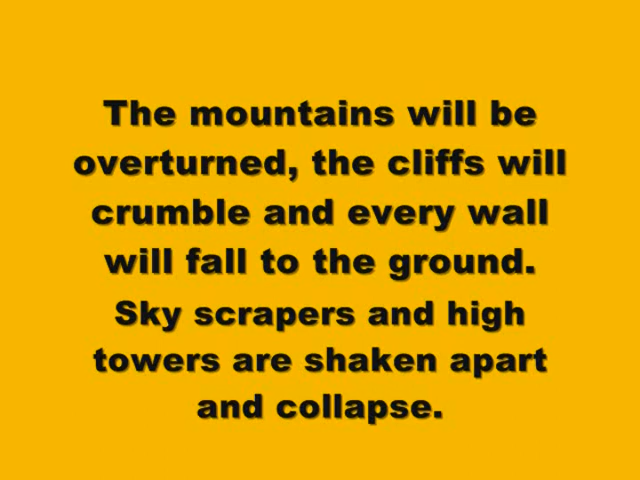 The mountains will be
overturned, the cliffs will
crumble and every wall
will fall to the ground.
Sky scrapers and high
towers are shaken apart
and collapse.